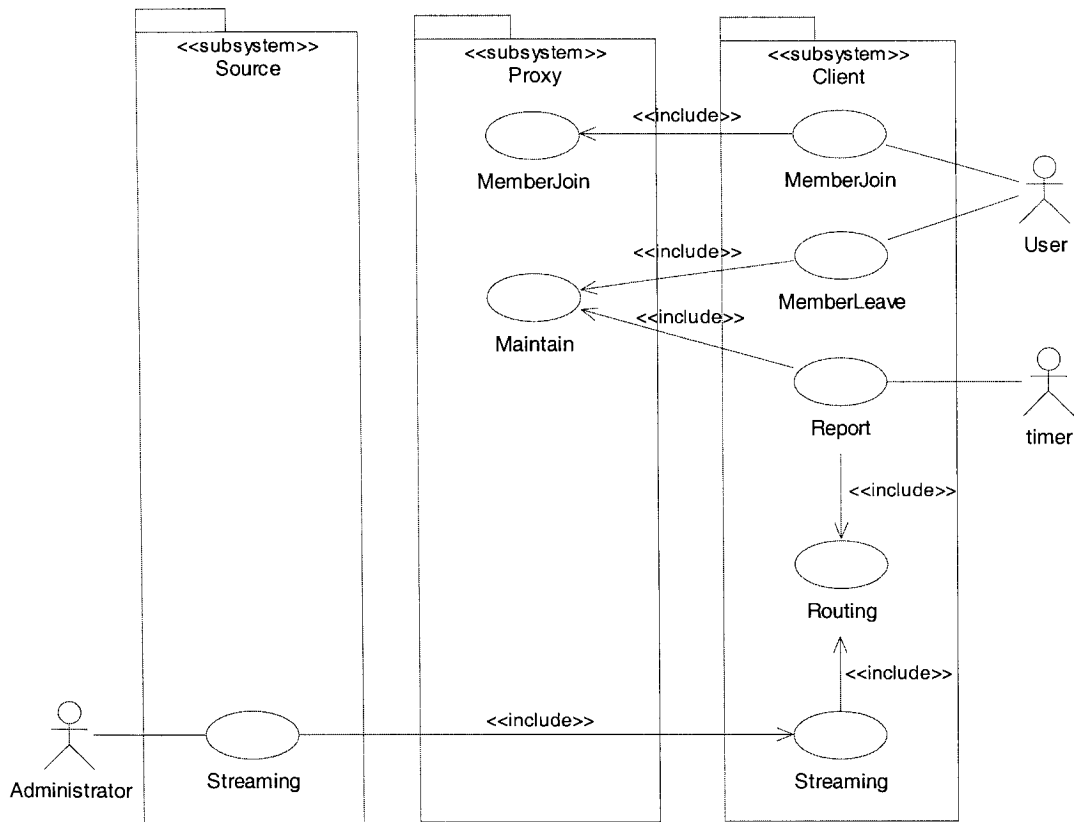 <<subsystem>>
Source
<<subsystem>>
Proxy
<<subsystem>>
Client
<<include>>
MemberJoin
MemberJoin
User
<<include>>
MemberLeave
<<include>>
Maintain
Report
timer
<<include>>
Routing
<<include>>
<<include>>
Administrator
Streaming
Streaming